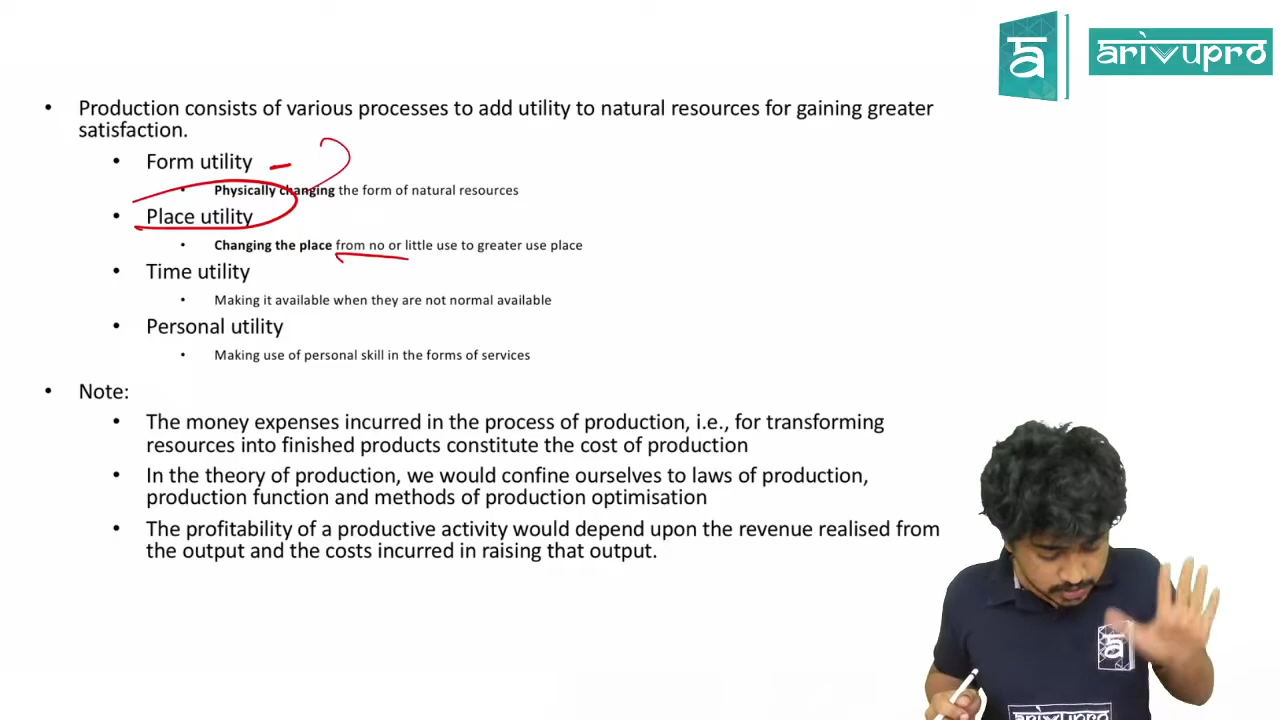 arivupro
• Production consists of various processes to add utility to natural resources for gaining greater
satisfaction.
• Form utility
• Physically changing the form of natural resources
• Place utility
• Changing the place from no or little use to greater use place
• Time utility
• Making it available when they are not normal available
• Personal utility
• Making use of personal skill in the forms of services
• Note:
• The money expenses incurred in the process of production, i.e., for transforming
resources into finished products constitute the cost of production
• In the theory of production, we would confine ourselves to laws of production,
production function and methods of production optimisation
• The profitability of a productive activity would depend upon the revenue realised from
the output and the costs incurred in raising that output.
arivupro